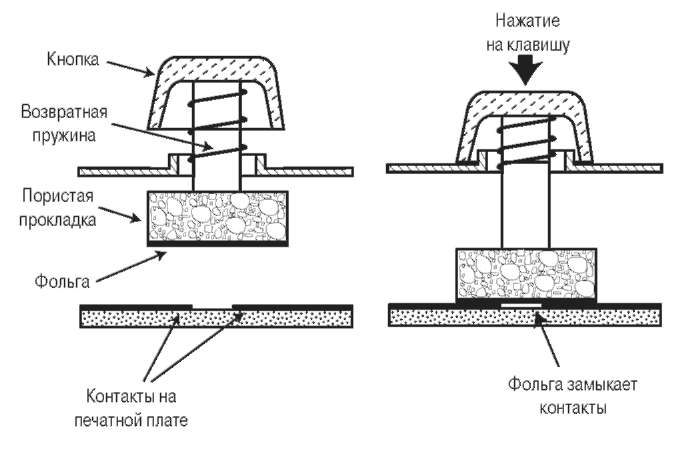 Кнопка
Возвратная
пружина
Пористая
прокладка
Фольга
Контакты на
печатной плате
Нажатие
на клавишу
Фольга замыкает
контакты